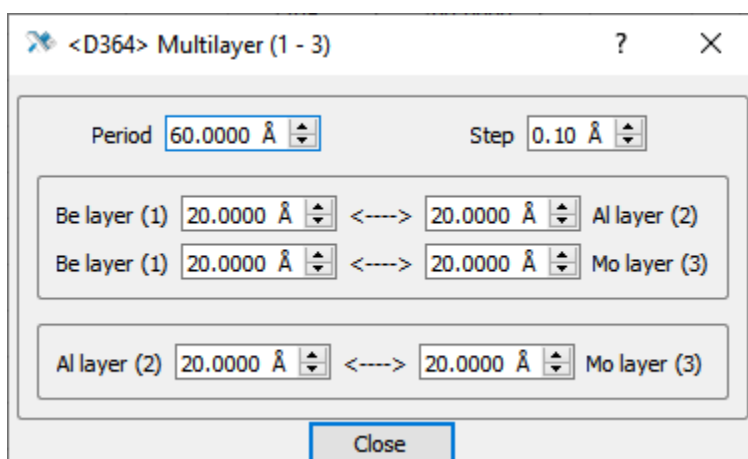 <D364> Multilayer (1 - 3) ?
Period 60.0000 Å Step 0.10 Å
Be layer (1) 20.0000 Å <----> 20.0000 Å Al layer (2)
Be layer (1) 20.0000 Å <----> 20.0000 Å Mo layer (3)
Al layer (2) 20.0000 Å <----> 20.0000 Å Mo layer (3)
Close